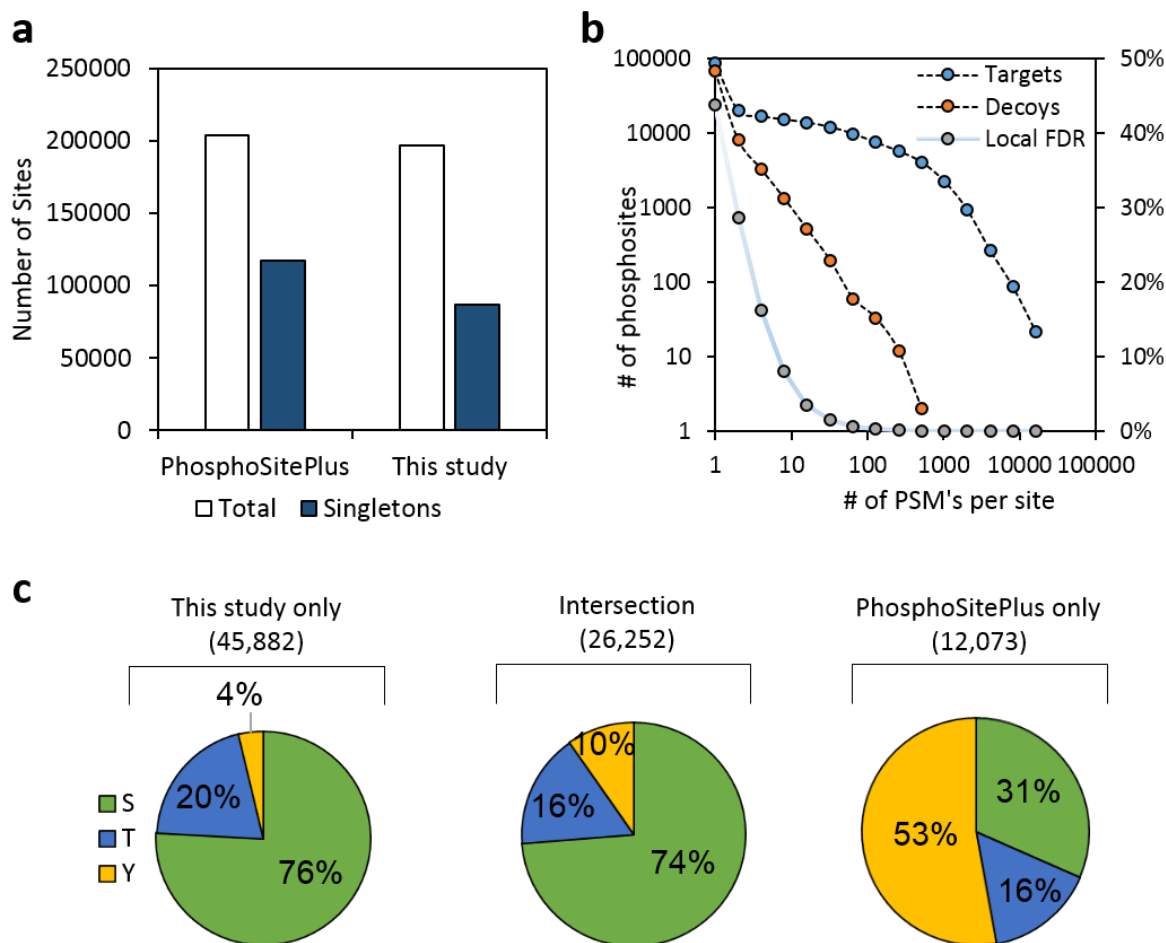 a
250000
200000
150000
100000
50000
0
Number of Sites
PhosphoSitePlus This study
Total Singletons
b
100000
10000
1000
100
10
1
# of phosphosites
Targets
Decoys
Local FDR
50%
40%
30%
20%
10%
0%
1 10 100 1000 10000 100000
# of PSM's per site
c
This study only
(45,882)
4%
20%
76%
S
T
Y
Intersection
(26,252)
10%
16%
74%
PhosphoSitePlus only
(12,073)
31%
53%
16%